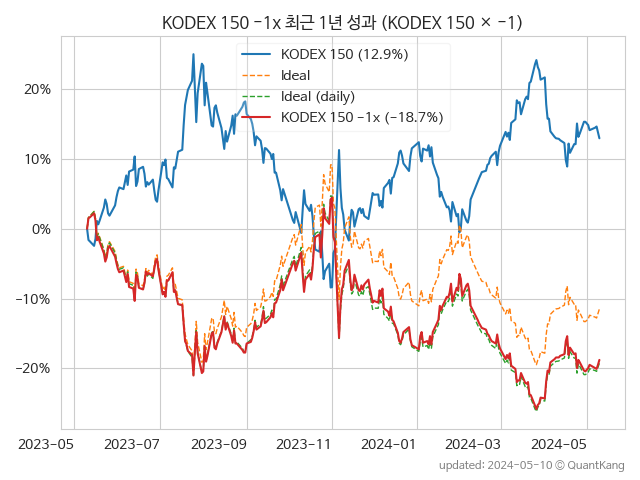 KODEX 150 −1x 최근 1년 성과 (KODEX 150 × −1)
KODEX 150 (12.9%)
Ideal
Ideal (daily)
KODEX 150 −1x (−18.7%)
20%
10%
0%
−10%
−20%
2023-05 2023-07 2023-09 2023-11 2024-01 2024-03 2024-05
updated: 2024-05-10 ⓒ QuantKang